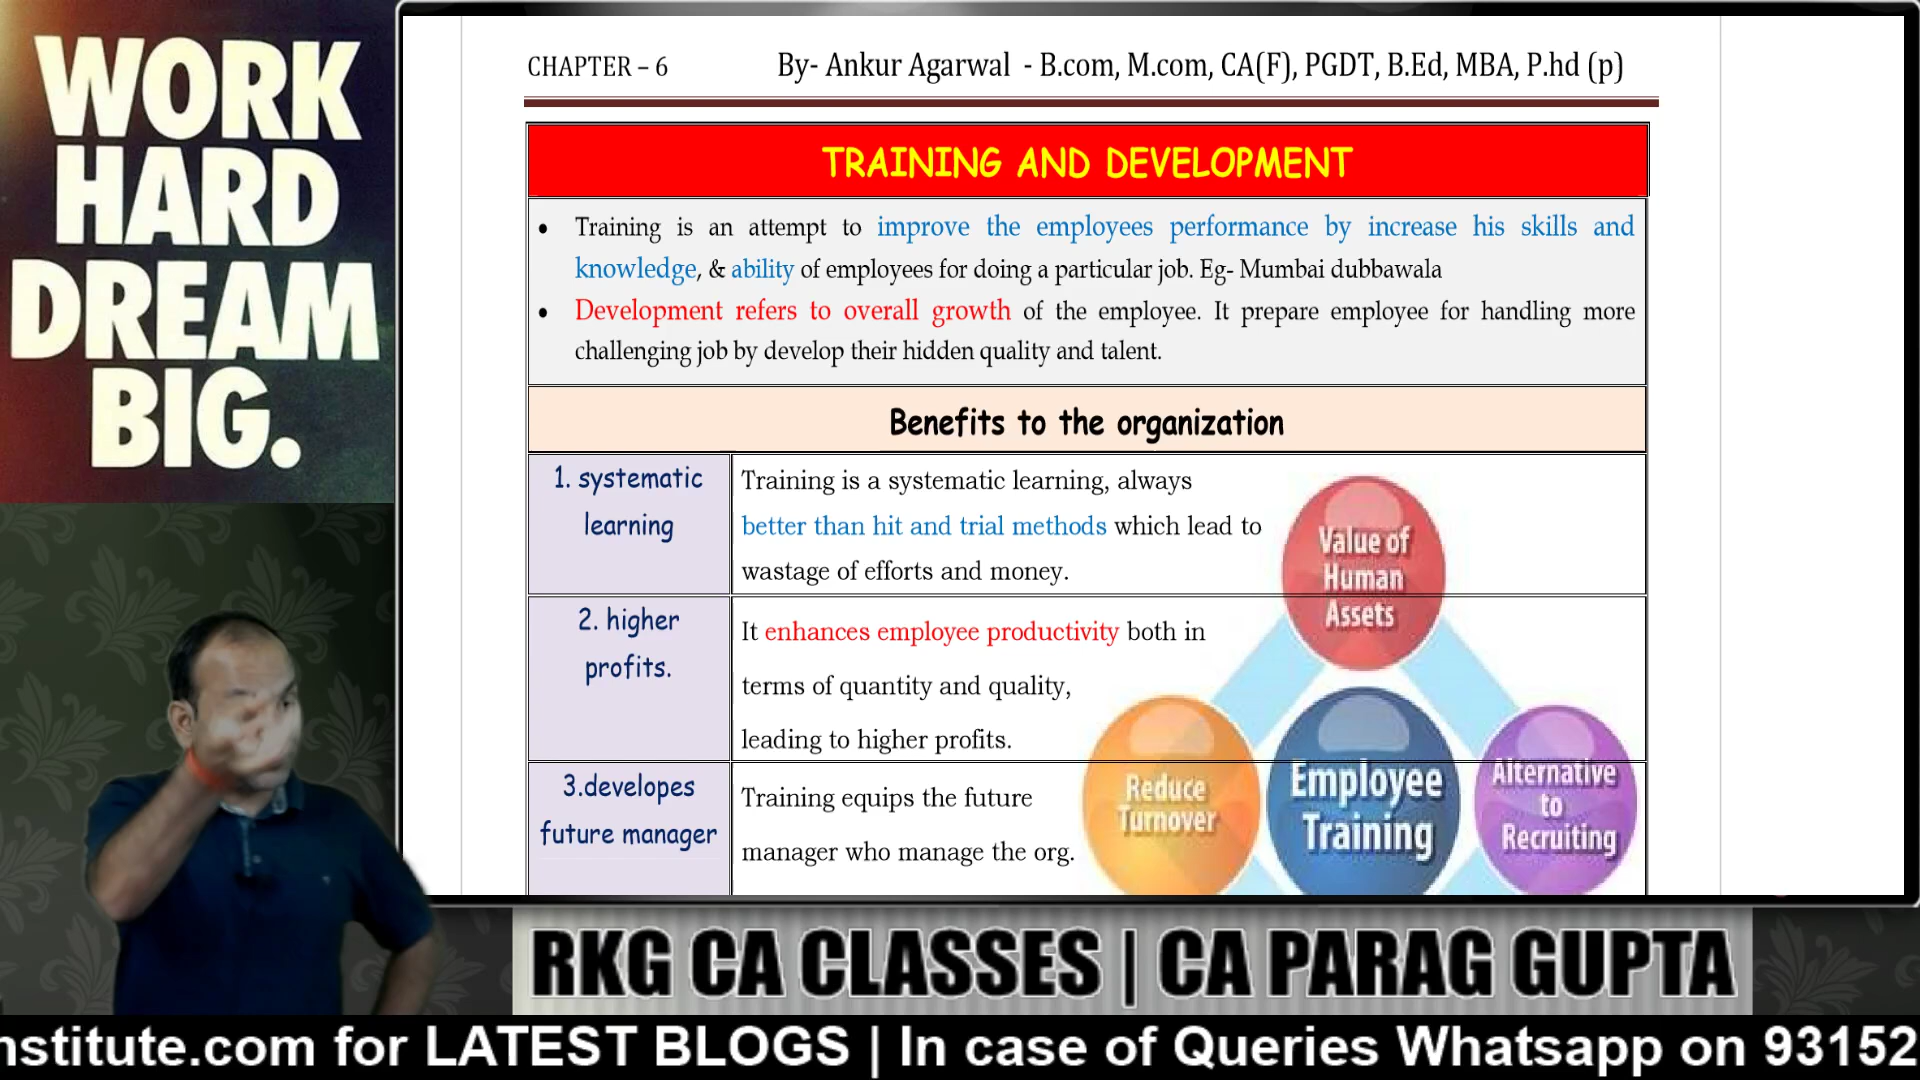 WORK
HARD
DREAM
BIG.
CHAPTER – 6
By- Ankur Agarwal - B.com, M.com, CA(F), PGDT, B.Ed, MBA, P.hd (p)
TRAINING AND DEVELOPMENT
• Training is an attempt to improve the employees performance by increase his skills and
knowledge, & ability of employees for doing a particular job. Eg- Mumbai dubbawala
• Development refers to overall growth of the employee. It prepare employee for handling more
challenging job by develop their hidden quality and talent.
Benefits to the organization
1. systematic
learning
Training is a systematic learning, always
better than hit and trial methods which lead to
wastage of efforts and money.
2. higher
profits.
It enhances employee productivity both in
terms of quantity and quality,
leading to higher profits.
3.developes
future manager
Training equips the future
manager who manage the org.
Value of
Human
Assets
Reduce
Turnover
Employee
Training
Alternative
to
Recruiting
RKG CA CLASSES | CA PARAG GUPTA
nstitute.com for LATEST BLOGS | In case of Queries Whatsapp on 93152